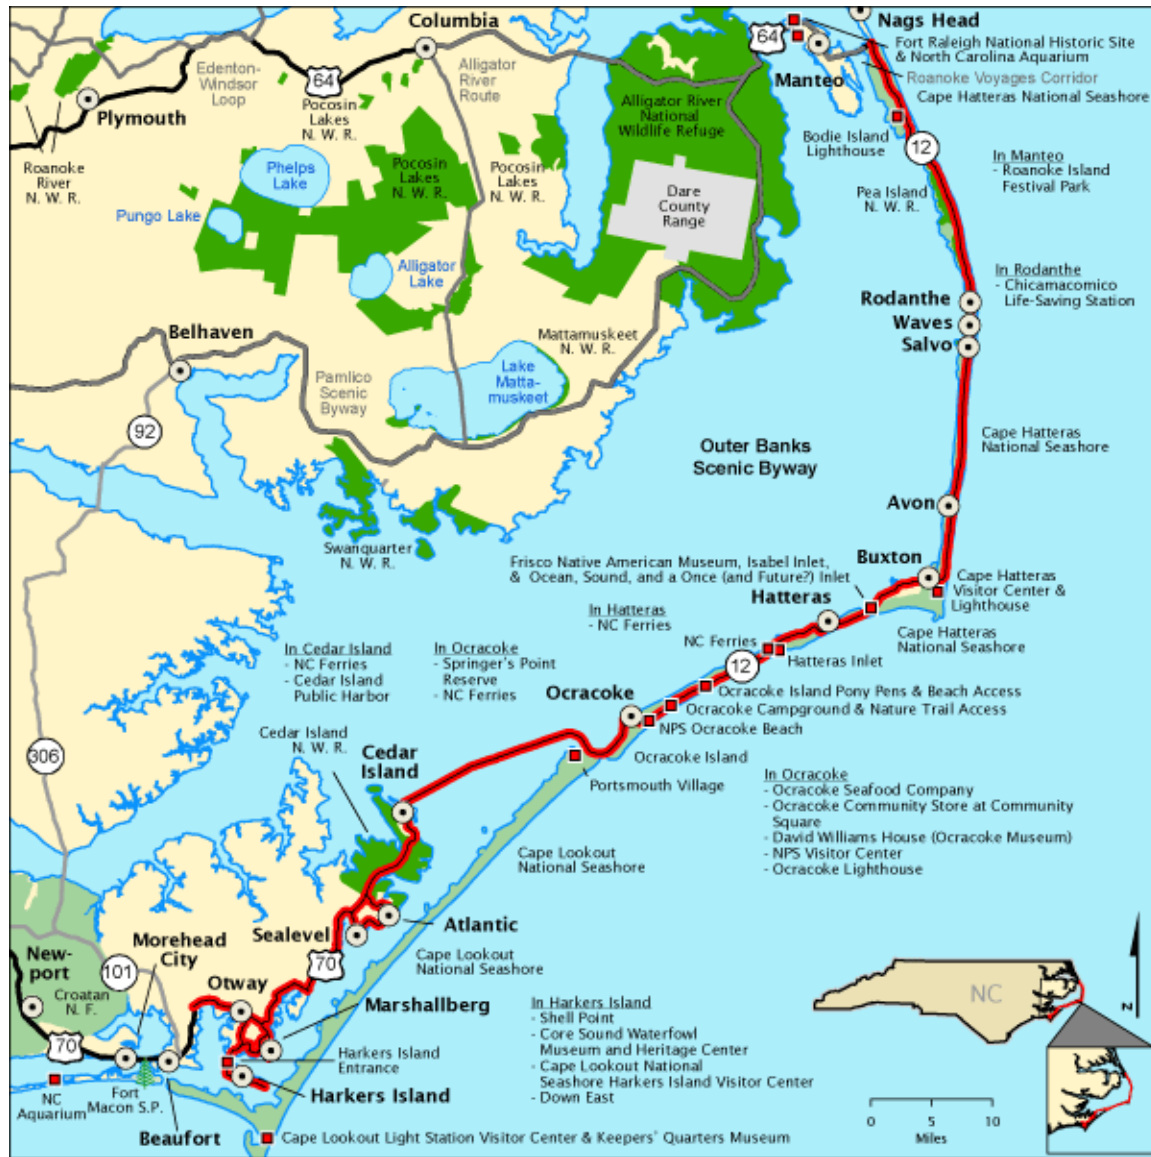 Columbia
Nags Head
64
Fort Raleigh National Historic Site
& North Carolina Aquarium
Edenton-
Windsor
Loop
64
Alligator
River
Route
Manteo
Roanoke Voyages Corridor
Cape Hatteras National Seashore
Plymouth
Pocosin
Lakes
N. W. R.
Alligator River
National
Wildlife Refuge
Bodie Island
Lighthouse
12
In Manteo
- Roanoke Island
Festival Park
Roanoke
River
N. W. R.
Phelps
Lake
Pocosin
Lakes
N. W. R.
Pocosin
Lakes
N. W. R.
Dare
County
Range
Pea Island
N. W. R.
Pungo Lake
Alligator
Lake
In Rodanthe
- Chicamacomico
Life-Saving Station
Rodanthe
Waves
Salvo
Belhaven
Mattamuskeet
N. W. R.
Pamlico
Scenic
Byway
Lake
Matta-
muskeet
92
Outer Banks
Scenic Byway
Cape Hatteras
National Seashore
Avon
Swanquarter
N. W. R.
Frisco Native American Museum, Isabel Inlet,
& Ocean, Sound, and a Once (and Future?) Inlet
Buxton
Cape Hatteras
Visitor Center &
Lighthouse
Hatteras
In Hatteras
- NC Ferries
NC Ferries
Cape Hatteras
National Seashore
Hatteras Inlet
12
In Cedar Island
- NC Ferries
- Cedar Island
Public Harbor
In Ocracoke
- Springer's Point
Reserve
- NC Ferries
Ocracoke
Ocracoke Island Pony Pens & Beach Access
Ocracoke Campground & Nature Trail Access
NPS Ocracoke Beach
Ocracoke Island
Cedar Island
N. W. R.
Cedar
Island
306
Portsmouth Village
In Ocracoke
- Ocracoke Seafood Company
- Ocracoke Community Store at Community
Square
- David Williams House (Ocracoke Museum)
- NPS Visitor Center
- Ocracoke Lighthouse
Cape Lookout
National Seashore
Atlantic
Sealevel
Cape Lookout
National Seashore
70
New-
port
Morehead
City
101
Croatan
N. F.
Otway
Marshallberg
In Harkers Island
- Shell Point
- Core Sound Waterfowl
Museum and Heritage Center
- Cape Lookout National
Seashore Harkers Island Visitor Center
- Down East
70
Harkers Island
Entrance
Harkers Island
NC
Aquarium
Fort
Macon S.P.
Beaufort
Cape Lookout Light Station Visitor Center & Keepers' Quarters Museum
NC
N
0 5 10
Miles